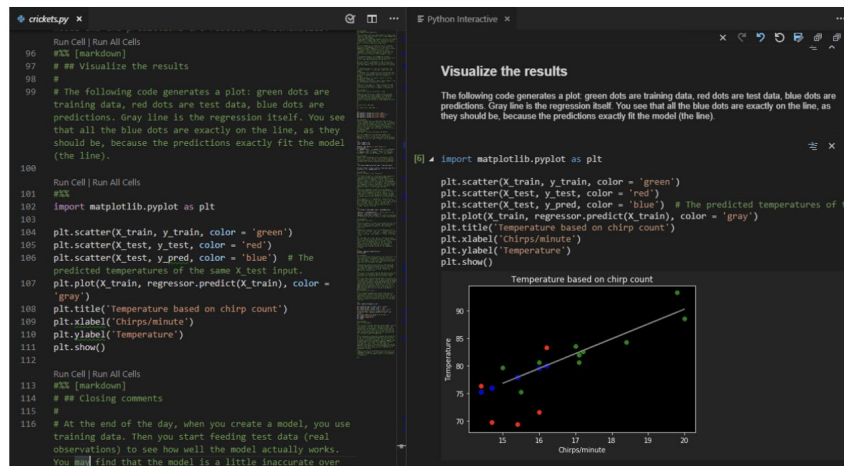 crickets.py ×
Run Cell | Run All Cells
96 #%% [markdown]
97 # ## Visualize the results
98 #
99 # The following code generates a plot: green dots are
training data, red dots are test data, blue dots are
predictions. Gray line is the regression itself. You see
that all the blue dots are exactly on the line, as they
should be, because the predictions exactly fit the model
(the line).
100
Run Cell | Run All Cells
101 #%%
102 import matplotlib.pyplot as plt
103
104 plt.scatter(X_train, y_train, color = 'green')
105 plt.scatter(X_test, y_test, color = 'red')
106 plt.scatter(X_test, y_pred, color = 'blue')  # The
predicted temperatures of the same X_test input.
107 plt.plot(X_train, regressor.predict(X_train), color =
'gray')
108 plt.title('Temperature based on chirp count')
109 plt.xlabel('Chirps/minute')
110 plt.ylabel('Temperature')
111 plt.show()
112
Run Cell | Run All Cells
113 #%% [markdown]
114 # ## Closing comments
115 #
116 # At the end of the day, when you create a model, you use
training data. Then you start feeding test data (real
observations) to see how well the model actually works.
You may find that the model is a little inaccurate over
Python Interactive ×
Visualize the results
The following code generates a plot: green dots are training data, red dots are test data, blue dots are
predictions. Gray line is the regression itself. You see that all the blue dots are exactly on the line, as
they should be, because the predictions exactly fit the model (the line).
[6] import matplotlib.pyplot as plt
plt.scatter(X_train, y_train, color = 'green')
plt.scatter(X_test, y_test, color = 'red')
plt.scatter(X_test, y_pred, color = 'blue')  # The predicted temperatures of
plt.plot(X_train, regressor.predict(X_train), color = 'gray')
plt.title('Temperature based on chirp count')
plt.xlabel('Chirps/minute')
plt.ylabel('Temperature')
plt.show()
Temperature based on chirp count
90
85
80
75
70
Temperature
15 16 17 18 19 20
Chirps/minute